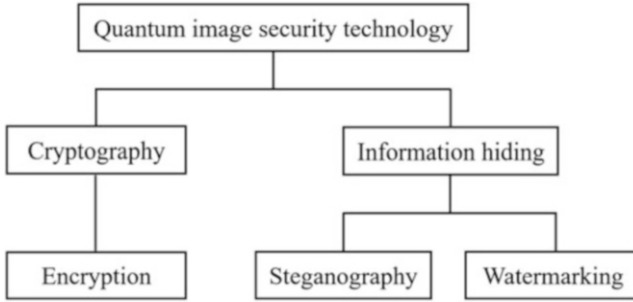 Quantum image security technology
Cryptography
Information hiding
Encryption
Steganography
Watermarking